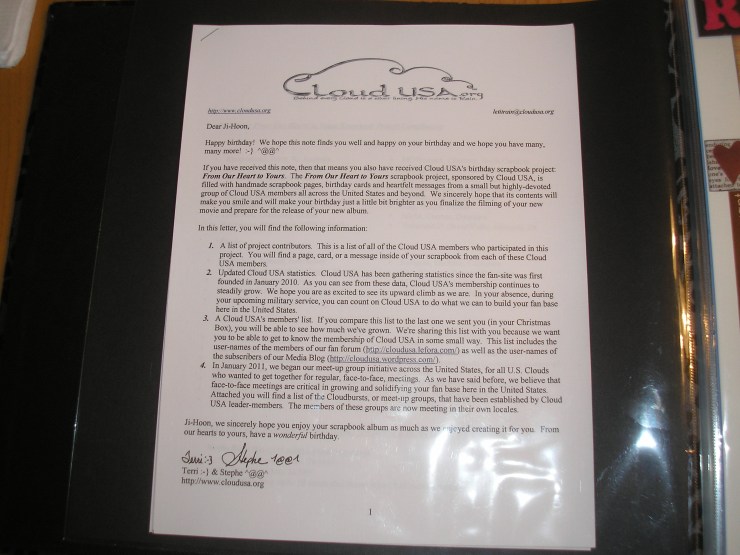 Cloud USA.org
Behind every cloud is a silver lining. His name is Rain.
http://www.cloudusa.org
Dear Ji-Hoon,
Happy birthday! We hope this note finds you well and happy on your birthday and we hope you have many,
many more! :-} ^@@^
If you have received this note, then that means you also have received Cloud USA's birthday scrapbook project:
From Our Heart to Yours. The From Our Heart to Yours scrapbook project, sponsored by Cloud USA, is
filled with handmade scrapbook pages, birthday cards and heartfelt messages from a small but highly-devoted
group of Cloud USA members all across the United States and beyond. We sincerely hope that its contents will
make you smile and will make your birthday just a little bit brighter as you finalize the filming of your new
movie and prepare for the release of your new album.
In this letter, you will find the following information:
1. A list of project contributors. This is a list of all of the Cloud USA members who participated in this
project. You will find a page, card, or a message inside of your scrapbook from each of these Cloud
USA members.
2. Updated Cloud USA statistics. Cloud USA has been gathering statistics since the fan-site was first
founded in January 2010. As you can see from these data, Cloud USA's membership continues to
steadily grow. We hope you are as excited to see its upward climb as we are. In your absence, during
your upcoming military service, you can count on Cloud USA to do what we can to build your fan base
here in the United States.
3. A Cloud USA's members' list. If you compare this list to the last one we sent you (in your Christmas
Box), you will be able to see how much we've grown. We're sharing this list with you because we want
you to be able to get to know the membership of Cloud USA in some small way. This list includes the
user-names of the members of our fan forum (http://cloudusa.lefora.com/) as well as the user-names of
the subscribers of our Media Blog (http://cloudusa.wordpress.com/).
4. In January 2011, we began our meet-up group initiative across the United States, for all U.S. Clouds
who wanted to get together for regular, face-to-face, meetings. As we have said before, we believe that
face-to-face meetings are critical in growing and solidifying your fan base here in the United States.
Attached you will find a list of the Cloudbursts, or meet-up groups, that have been established by Cloud
USA leader-members. The members of these groups are now meeting in their own locales.
Ji-Hoon, we sincerely hope you enjoy your scrapbook album as much as we enjoyed creating it for you. From
our hearts to yours, have a wonderful birthday.
Terri :-} Stephe ^@@^
Terri :-} & Stephe ^@@^
http://www.cloudusa.org
1
R